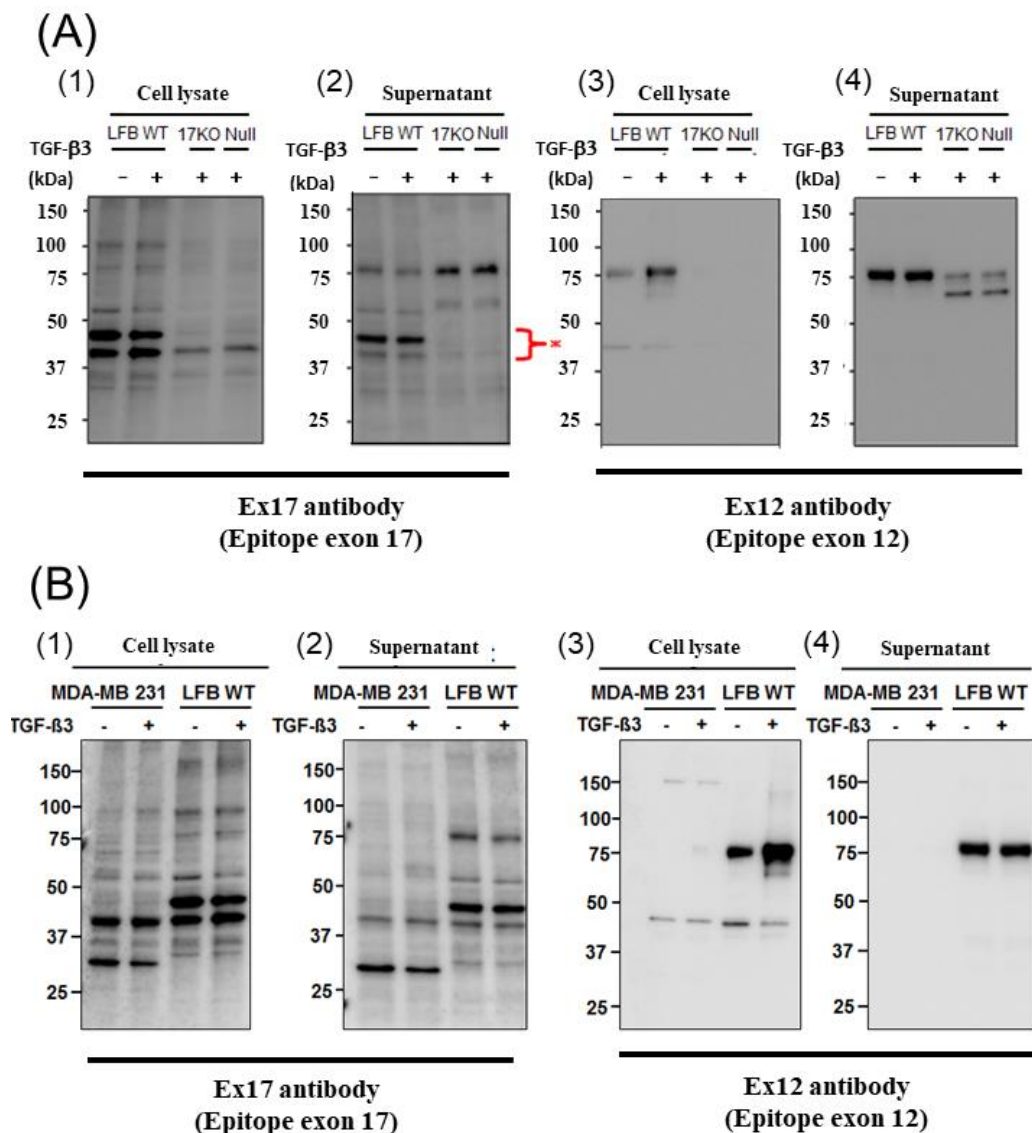 (A)
(1) (2) (3) (4)
Cell lysate Supernatant Cell lysate Supernatant
LFB WT 17KO Null LFB WT 17KO Null LFB WT 17KO Null LFB WT 17KO Null
TGF-β3 TGF-β3 TGF-β3 TGF-β3
(kDa) - + + + (kDa) - + + + (kDa) - + + + (kDa) - + + +
150 150 150 150
100 100 100 100
75 75 75 75
50 50 50 50
*
37 37 37 37
25 25 25 25
Ex17 antibody Ex12 antibody
(Epitope exon 17) (Epitope exon 12)
(B)
(1) (2) (3) (4)
Cell lysate Supernatant : Cell lysate Supernatant
MDA-MB 231 LFB WT MDA-MB 231 LFB WT MDA-MB 231 LFB WT MDA-MB 231 LFB WT
TGF-ß3 - + - + TGF-ß3 - + - + TGF-ß3 - + - + TGF-ß3 - + - +
150 150 150 150
100 100 100 100
75 75 75 75
50 50 50 50
37 37 37 37
25 25 25 25
Ex17 antibody Ex12 antibody
(Epitope exon 17) (Epitope exon 12)